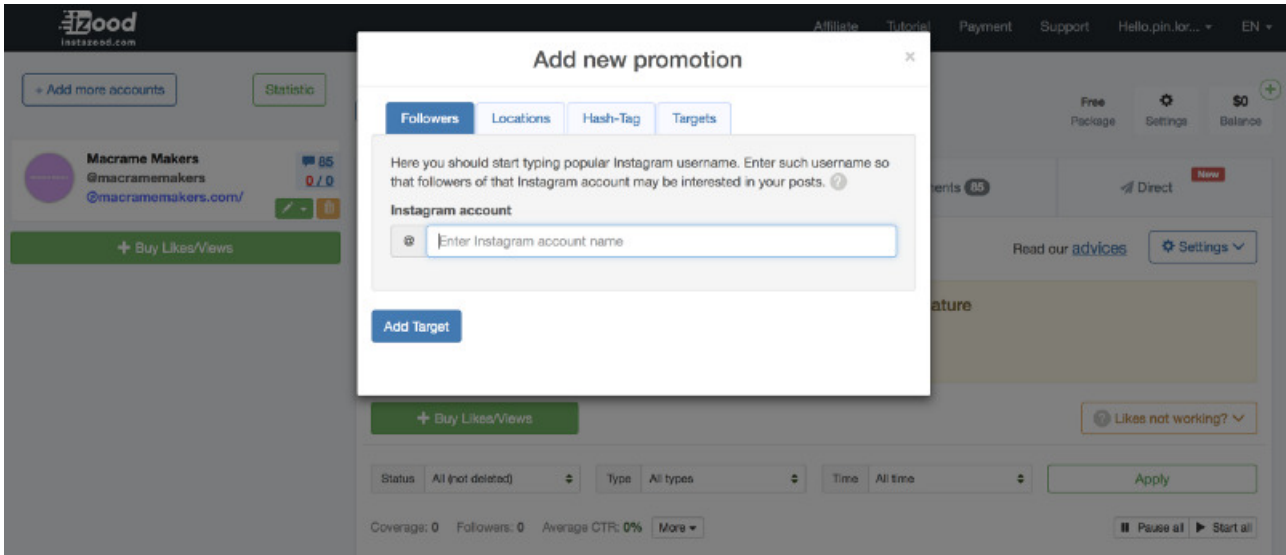 izood
instazood.com
Affiliate Tutorial Payment Support Hello.pin.lor... EN
+ Add more accounts
Statistic
Add new promotion
×
Free
Package
Settings
$0
Balance
Followers Locations Hash-Tag Targets
Macrame Makers
@macramemakers
@macramemakers.com/
85
0 / 0
Here you should start typing popular Instagram username. Enter such username so
that followers of that Instagram account may be interested in your posts. ?
Instagram account
@ Enter Instagram account name
ents 85
Direct
New
+ Buy Likes/Views
Read our advices
Settings
ature
Add Target
+ Buy Likes/Views
? Likes not working?
Status All (not deleted)
Type All types
Time All time
Apply
Coverage: 0 Followers: 0 Average CTR: 0% More
Pause all Start all